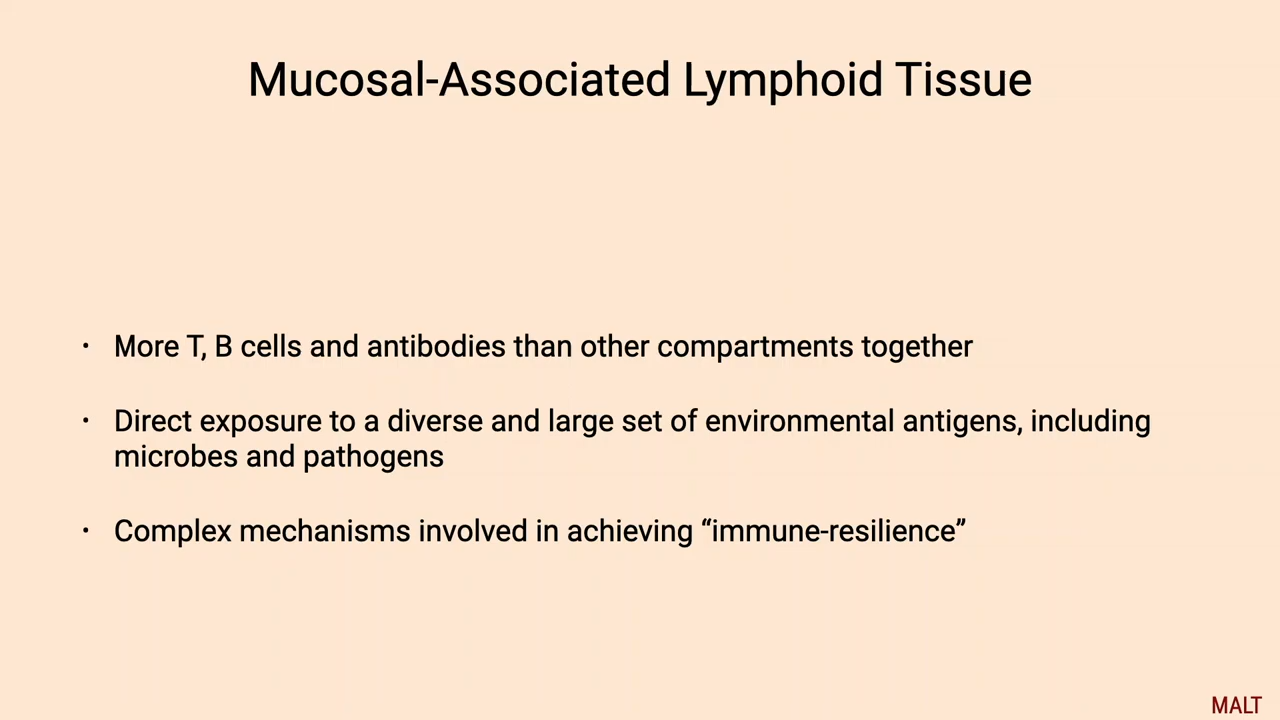 Mucosal-Associated Lymphoid Tissue
• More T, B cells and antibodies than other compartments together
• Direct exposure to a diverse and large set of environmental antigens, including
microbes and pathogens
• Complex mechanisms involved in achieving “immune-resilience”
MALT